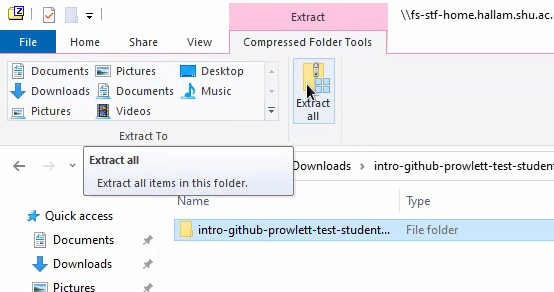 Extract
\\fs-stf-home.hallam.shu.ac.
File
Home
Share
View
Compressed Folder Tools
Documents
Documents
Desktop
Downloads
Documents
Music
Pictures
Videos
Extract all
Extract To
Extract all
Extract all items in this folder.
Downloads
intro-github-prowlett-test-studen
Name
Type
Quick access
intro-github-prowlett-test-student...
File folder
Documents
Downloads
Pictures